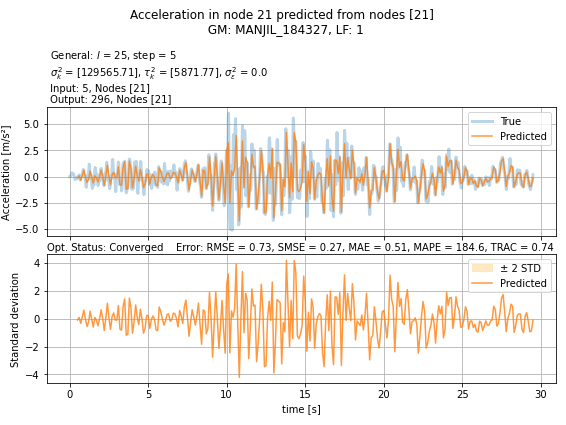 Acceleration in node 21 predicted from nodes [21]
GM: MANJIL_184327, LF: 1
General: l = 25, step = 5
σ²ₖ = [129565.71], τ²ₖ = [5871.77], σ²ε = 0.0
Input: 5, Nodes [21]
Output: 296, Nodes [21]
Acceleration [m/s²]
5.0
2.5
0.0
−2.5
−5.0
True
Predicted
Opt. Status: Converged Error: RMSE = 0.73, SMSE = 0.27, MAE = 0.51, MAPE = 184.6, TRAC = 0.74
Standard deviation
4
2
0
−2
−4
± 2 STD
Predicted
0 5 10 15 20 25 30
time [s]